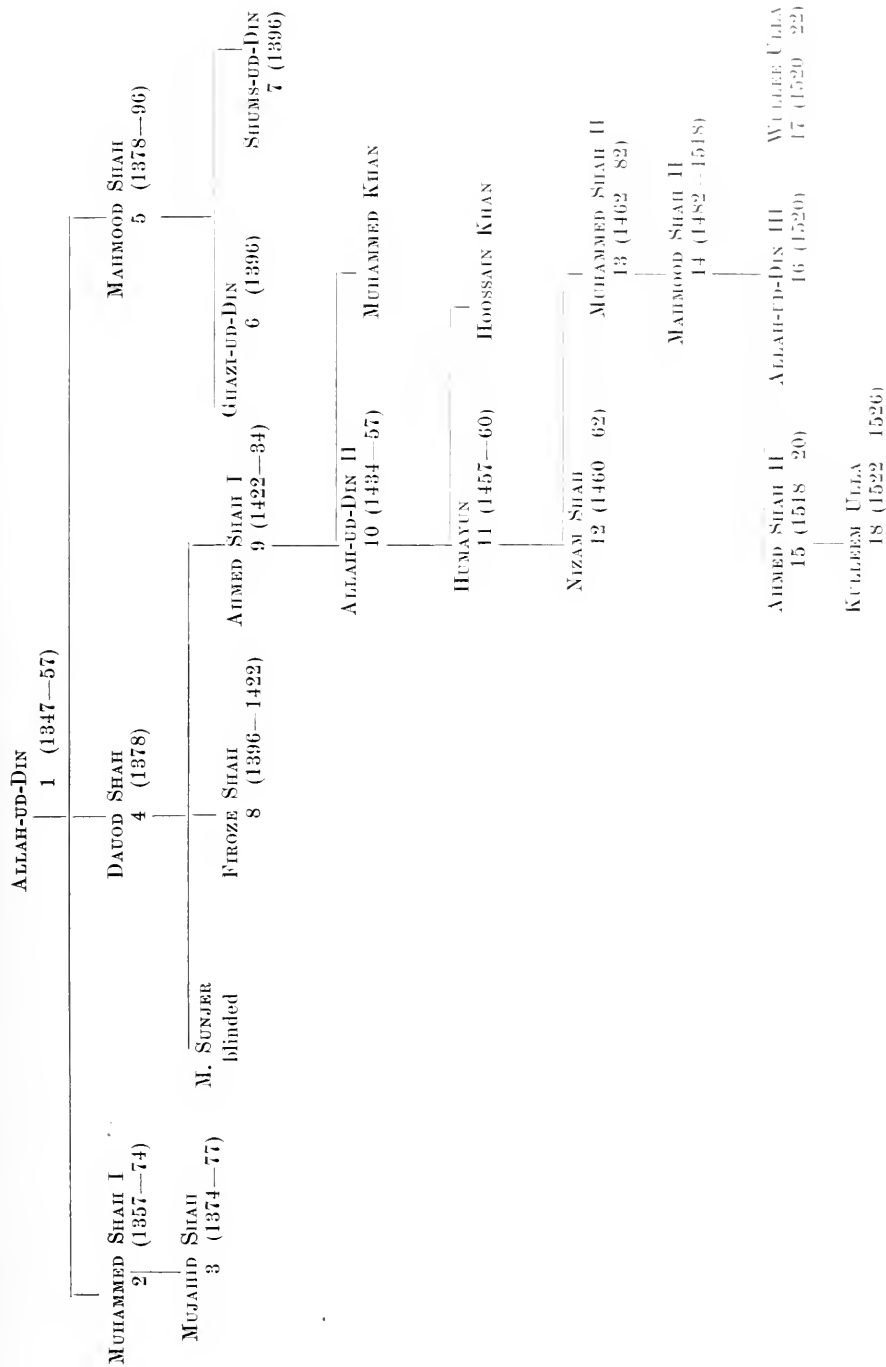 ALLAH-UD-DIN
1 (1347—57)
MUHAMMED SHAH I
2 (1357—74)
DAUOD SHAH
4 (1378)
MAHMOOD SHAH
5 (1378—96)
MUJAHID SHAH
3 (1374—77)
M. SUNJER
blinded
FIROZE SHAH
8 (1396—1422)
AHMED SHAH I
9 (1422—34)
GHAZI-UD-DIN
6 (1396)
SHUMS-UD-DIN
7 (1396)
ALLAH-UD-DIN II
10 (1434—57)
MUHAMMED KHAN
HUMAYUN
11 (1457—60)
HOOSSAIN KHAN
NIZAM SHAH
12 (1460 62)
MUHAMMED SHAH II
13 (1462 82)
MAHMOOD SHAH II
14 (1482—1518)
AHMED SHAH II
15 (1518 20)
ALLAH-UD-DIN III
16 (1520)
WULLEE ULLA
17 (1520 22)
KULLEEM ULLA
18 (1522 1526)